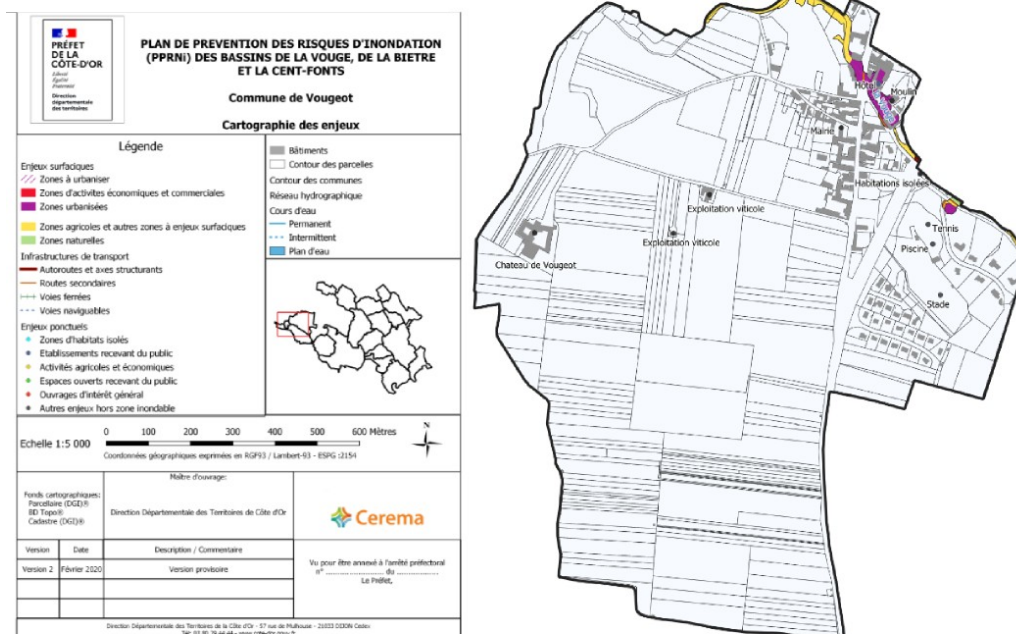 PRÉFET
DE LA
CÔTE-D'OR
Liberté
Égalité
Fraternité
Direction
départementale
des territoires
PLAN DE PREVENTION DES RISQUES D'INONDATION
(PPRNi) DES BASSINS DE LA VOUGE, DE LA BIETRE
ET LA CENT-FONTS
Commune de Vougeot
Cartographie des enjeux
Légende
Enjeux surfaciques
Zones à urbaniser
Zones d'activites économiques et commerciales
Zones urbanisées
Zones agricoles et autres zones à enjeux surfaciques
Zones naturelles
Infrastructures de transport
Autoroutes et axes structurants
Routes secondaires
Voies ferrées
Voies navigables
Enjeux ponctuels
Zones d'habitats isolés
Etablissements recevant du public
Activités agricoles et économiques
Espaces ouverts recevant du public
Ouvrages d'intérêt général
Autres enjeux hors zone inondable
Bâtiments
Contour des parcelles
Contour des communes
Réseau hydrographique
Cours d'eau
Permanent
Intermittent
Plan d'eau
Echelle 1:5 000
0 100 200 300 400 500 600 Mètres
N
Coordonnées géographiques exprimées en RGF93 / Lambert-93 - ESPG :2154
Fonds cartographiques:
Parcellaire (DGI)®
BD Topo®
Cadastre (DGI)®
Maître d'ouvrage:
Direction Départementale des Territoires de Côte d'Or
Cerema
Version Date Description / Commentaire
Version 2 Février 2020 Version provisoire
Vu pour être annexé à l'arrêté préfectoral
n° .................... du ....................
Le Préfet,
Direction Départementale des Territoires de la Côte d'Or - 57 rue de Mulhouse - 21033 DIJON Cedex
Moulin
Mairie
Habitations isolées
Exploitation viticole
Exploitation viticole
Tennis
Piscine
Chateau de Vougeot
Stade